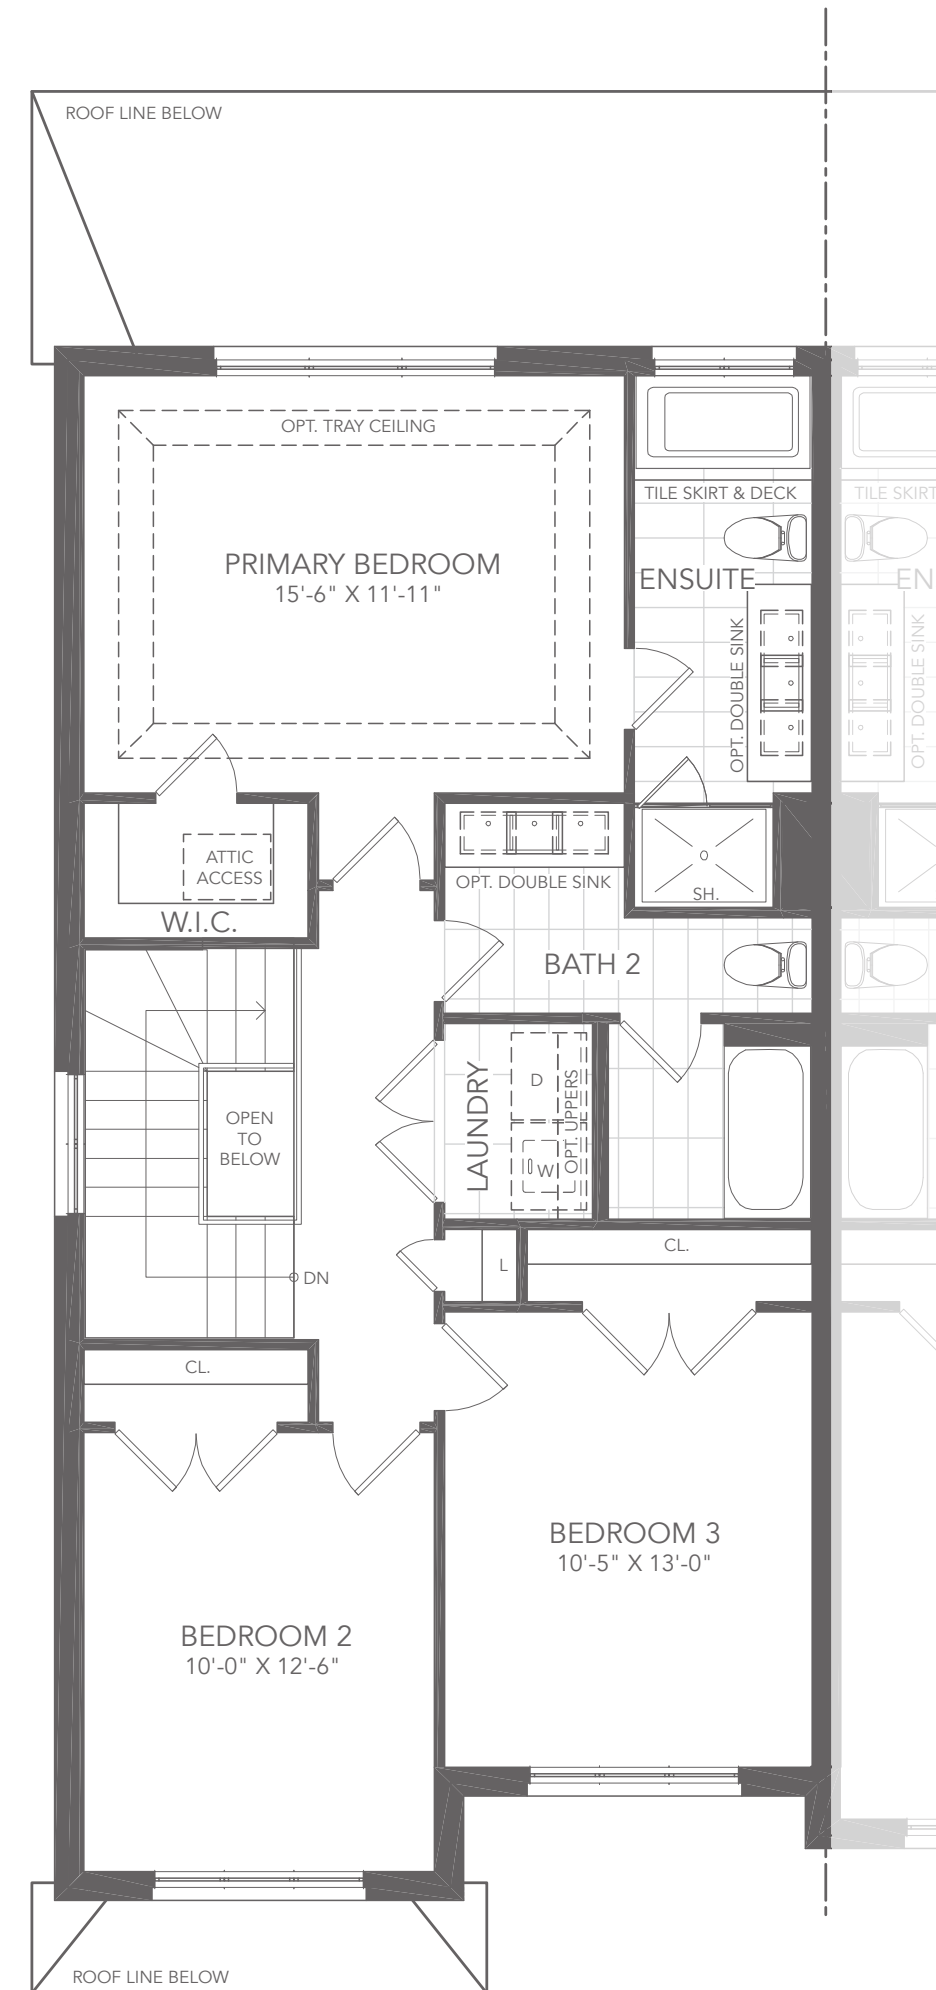 ROOF LINE BELOW
OPT. TRAY CEILING
PRIMARY BEDROOM
15'-6" X 11'-11"
TILE SKIRT & DECK
TILE SKIRT
ENSUITE
EN
OPT. DOUBLE SINK
OPT. DOUBLE SINK
ATTIC
ACCESS
W.I.C.
OPT. DOUBLE SINK
SH.
BATH 2
LAUNDRY
D
W
OPT. UPPERS
OPEN
TO
BELOW
DN
L
CL.
CL.
BEDROOM 3
10'-5" X 13'-0"
BEDROOM 2
10'-0" X 12'-6"
ROOF LINE BELOW